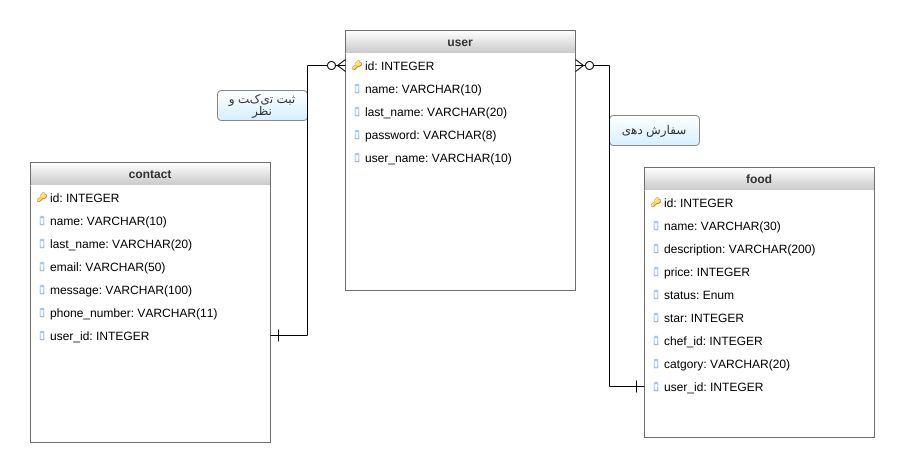 user
id: INTEGER
name: VARCHAR(10)
last_name: VARCHAR(20)
password: VARCHAR(8)
user_name: VARCHAR(10)
ثبت تیکت و
نظر
سفارش دهی
contact
id: INTEGER
name: VARCHAR(10)
last_name: VARCHAR(20)
email: VARCHAR(50)
message: VARCHAR(100)
phone_number: VARCHAR(11)
user_id: INTEGER
food
id: INTEGER
name: VARCHAR(30)
description: VARCHAR(200)
price: INTEGER
status: Enum
star: INTEGER
chef_id: INTEGER
catgory: VARCHAR(20)
user_id: INTEGER